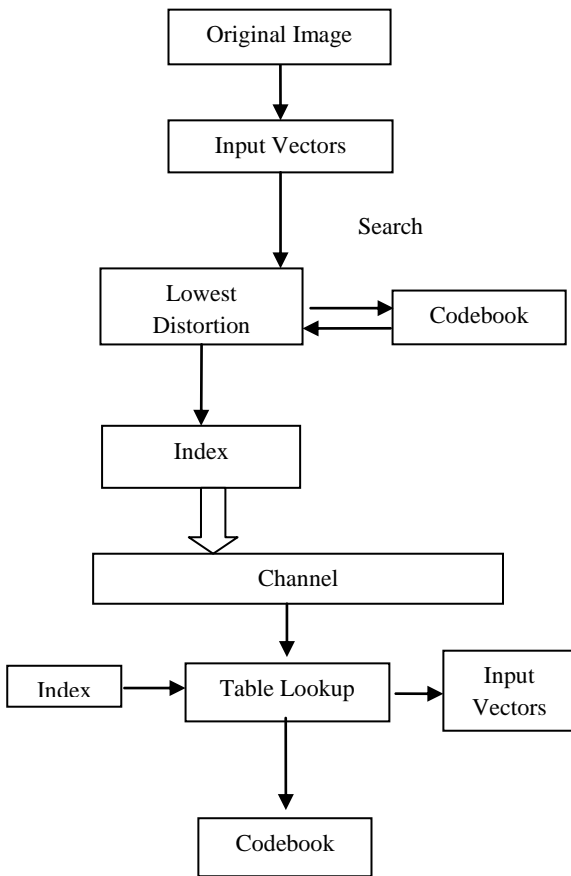 Original Image
Input Vectors
Search
Lowest
Distortion
Codebook
Index
Channel
Index
Table Lookup
Input
Vectors
Codebook